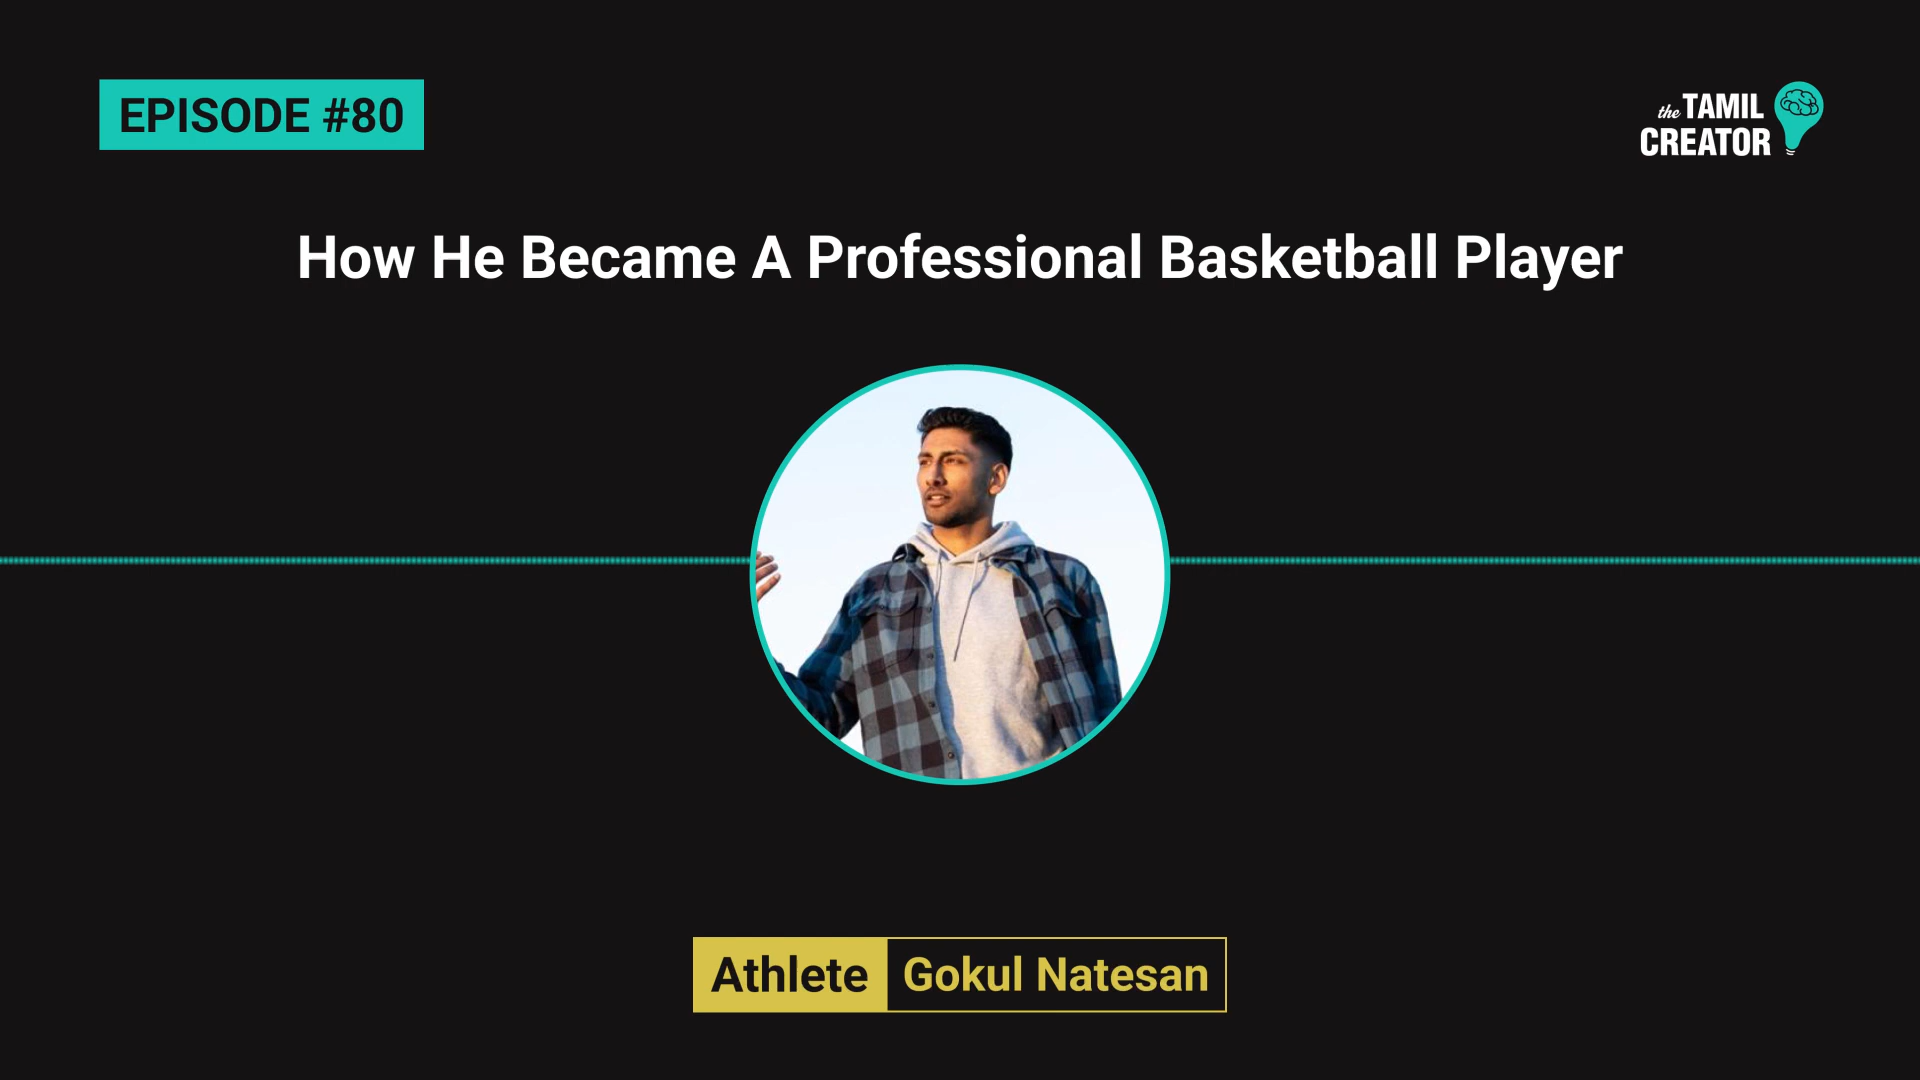 EPISODE #80
the TAMIL
CREATOR
How He Became A Professional Basketball Player
Athlete Gokul Natesan